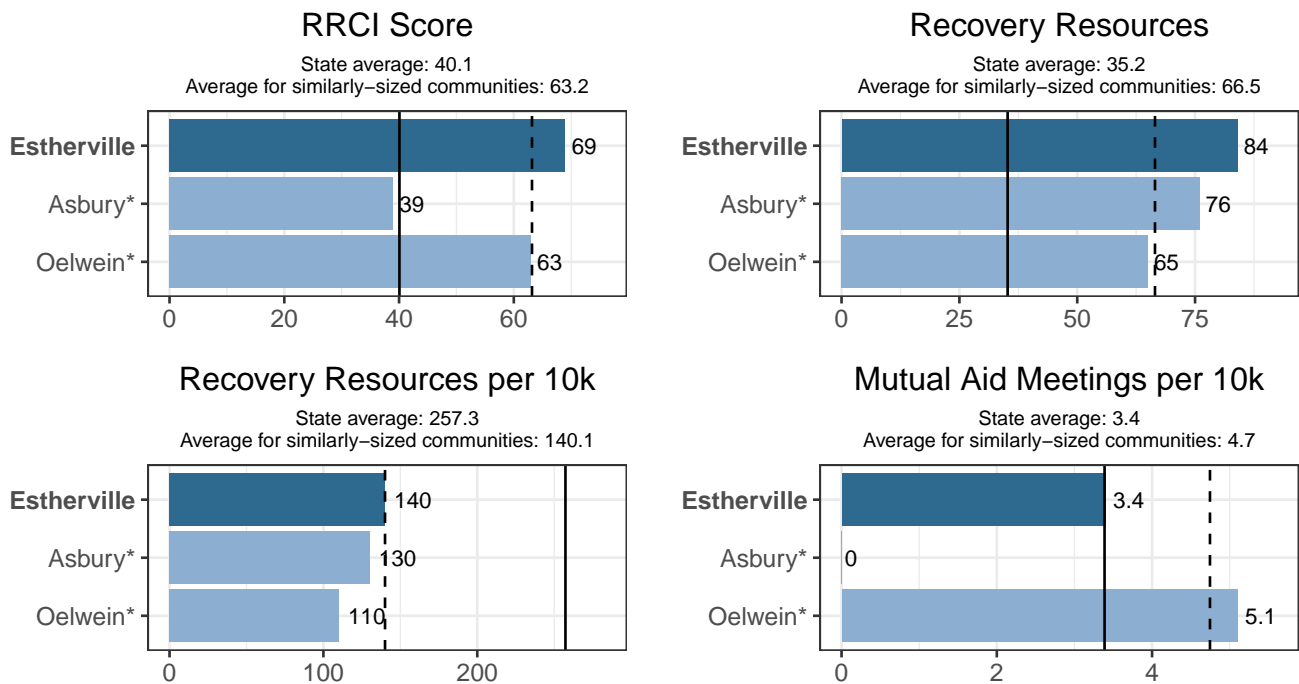 RRCI Score
State average: 40.1
Average for similarly−sized communities: 63.2
Estherville
69
Asbury*
39
Oelwein*
63
0 20 40 60
Recovery Resources
State average: 35.2
Average for similarly−sized communities: 66.5
Estherville
84
Asbury*
76
Oelwein*
65
0 25 50 75
Recovery Resources per 10k
State average: 257.3
Average for similarly−sized communities: 140.1
Estherville
140
Asbury*
130
Oelwein*
110
0 100 200
Mutual Aid Meetings per 10k
State average: 3.4
Average for similarly−sized communities: 4.7
Estherville
3.4
Asbury*
0
Oelwein*
5.1
0 2 4